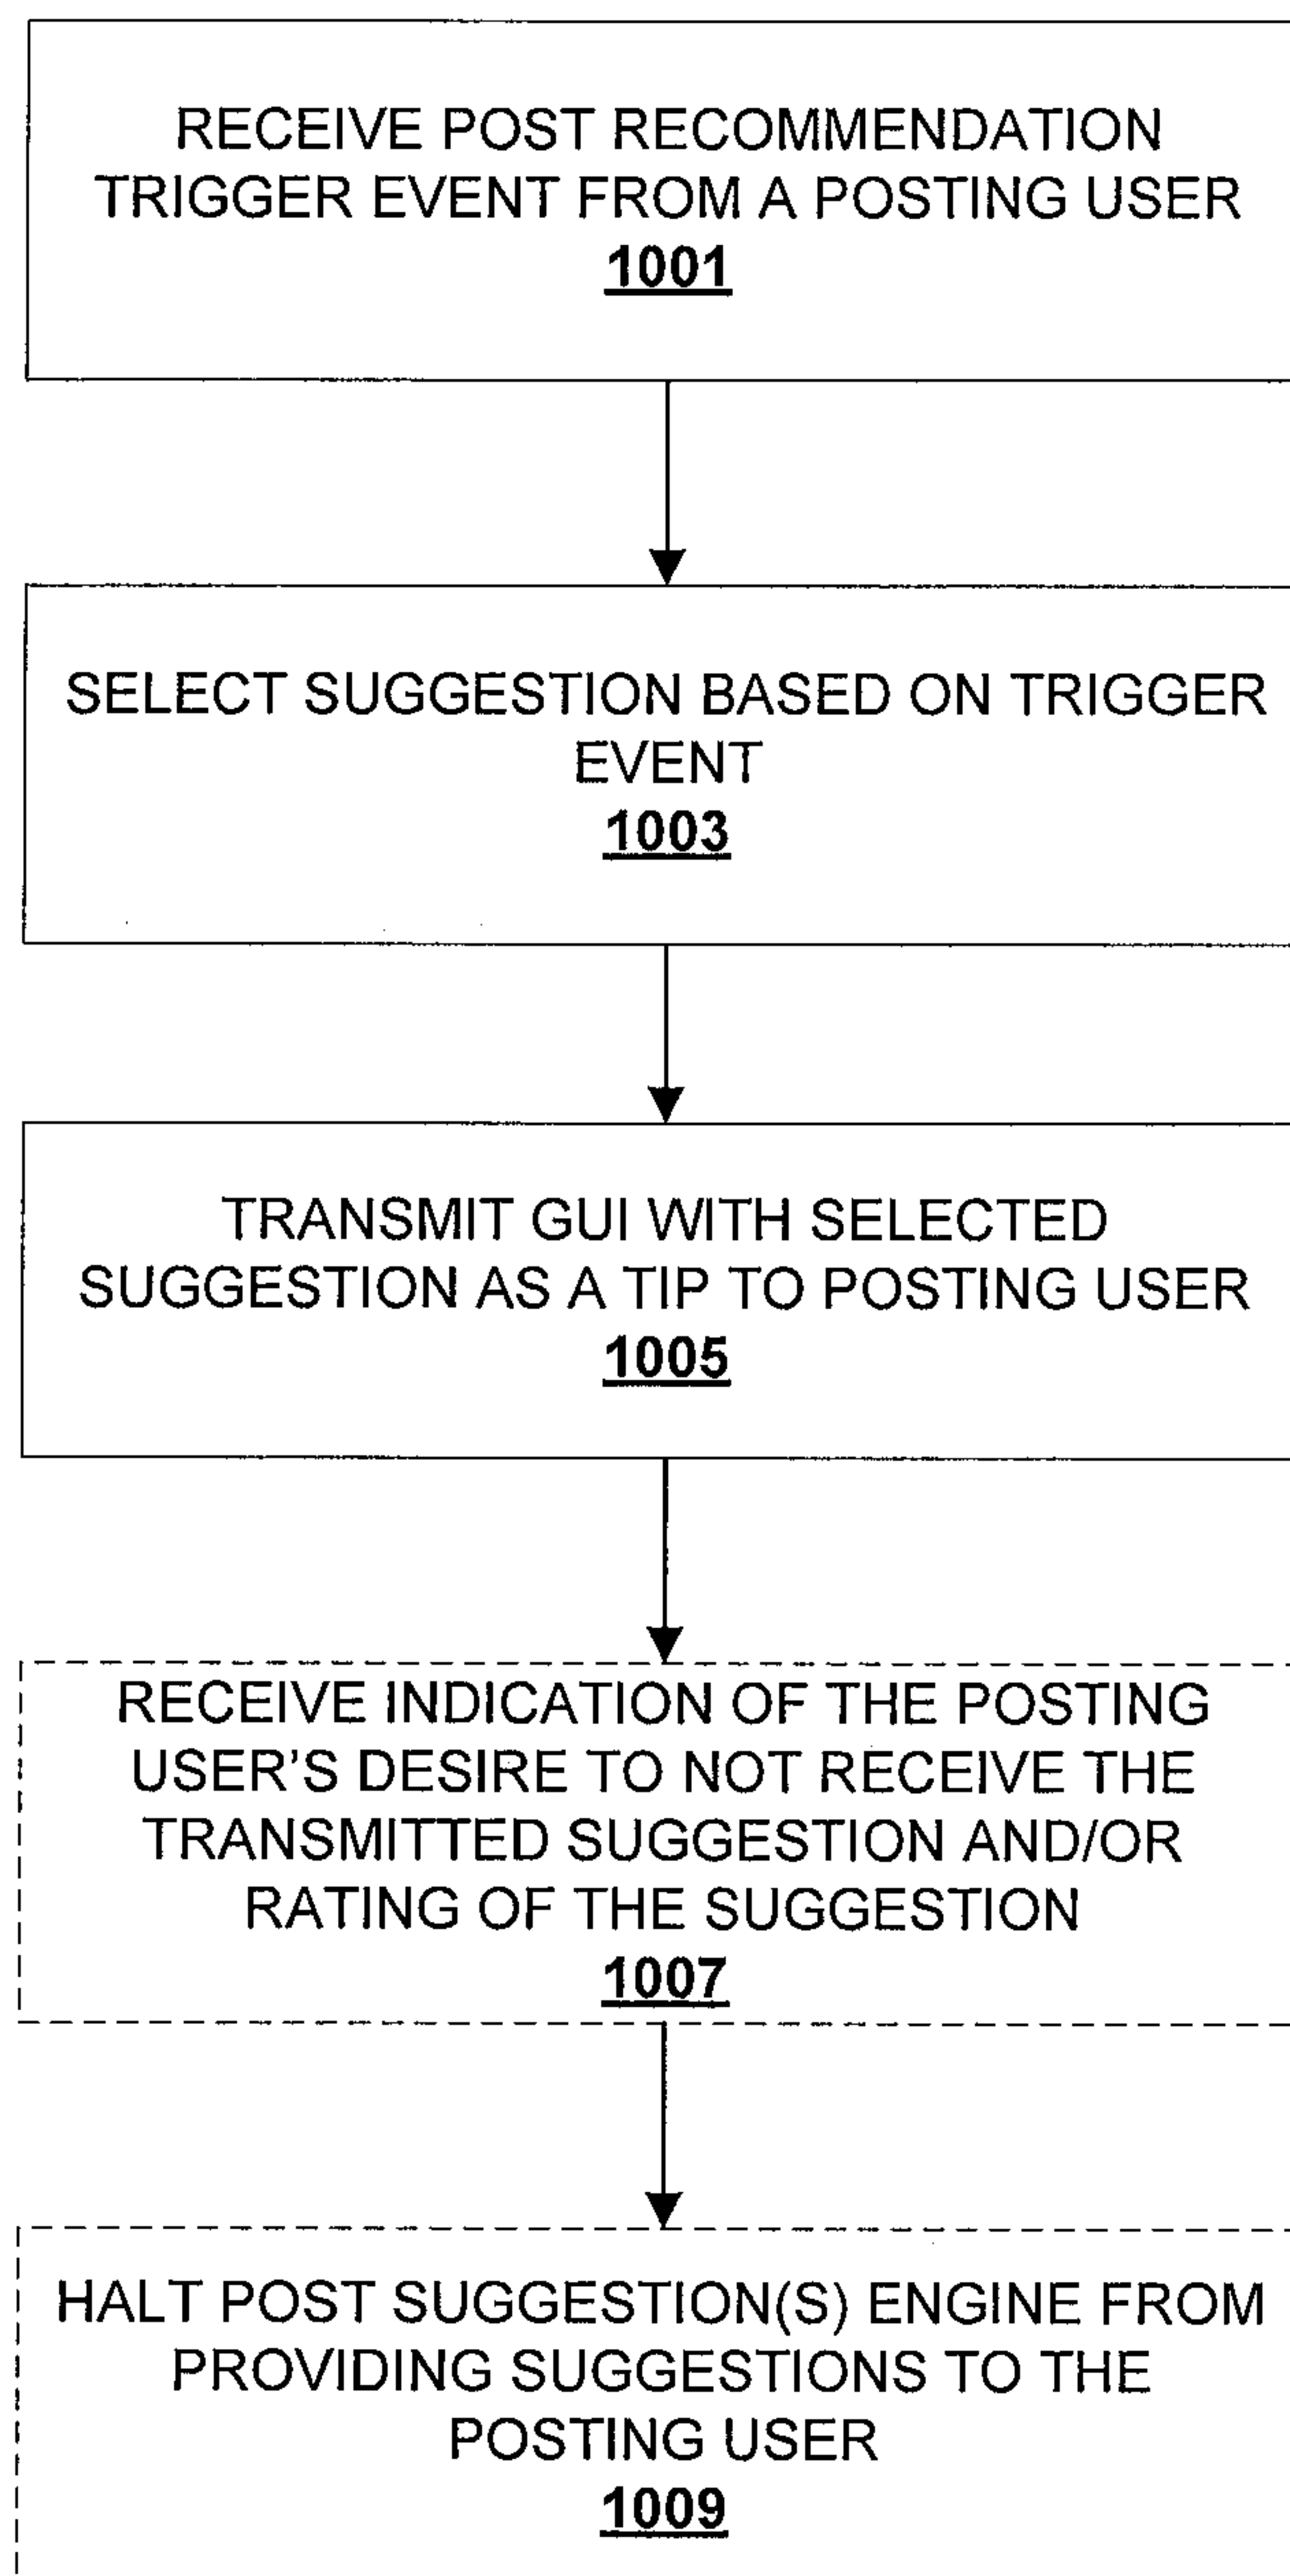 RECEIVE POST RECOMMENDATION
TRIGGER EVENT FROM A POSTING USER
1001
SELECT SUGGESTION BASED ON TRIGGER
EVENT
1003
TRANSMIT GUI WITH SELECTED
SUGGESTION AS A TIP TO POSTING USER
1005
RECEIVE INDICATION OF THE POSTING
USER'S DESIRE TO NOT RECEIVE THE
TRANSMITTED SUGGESTION AND/OR
RATING OF THE SUGGESTION
1007
HALT POST SUGGESTION(S) ENGINE FROM
PROVIDING SUGGESTIONS TO THE
POSTING USER
1009